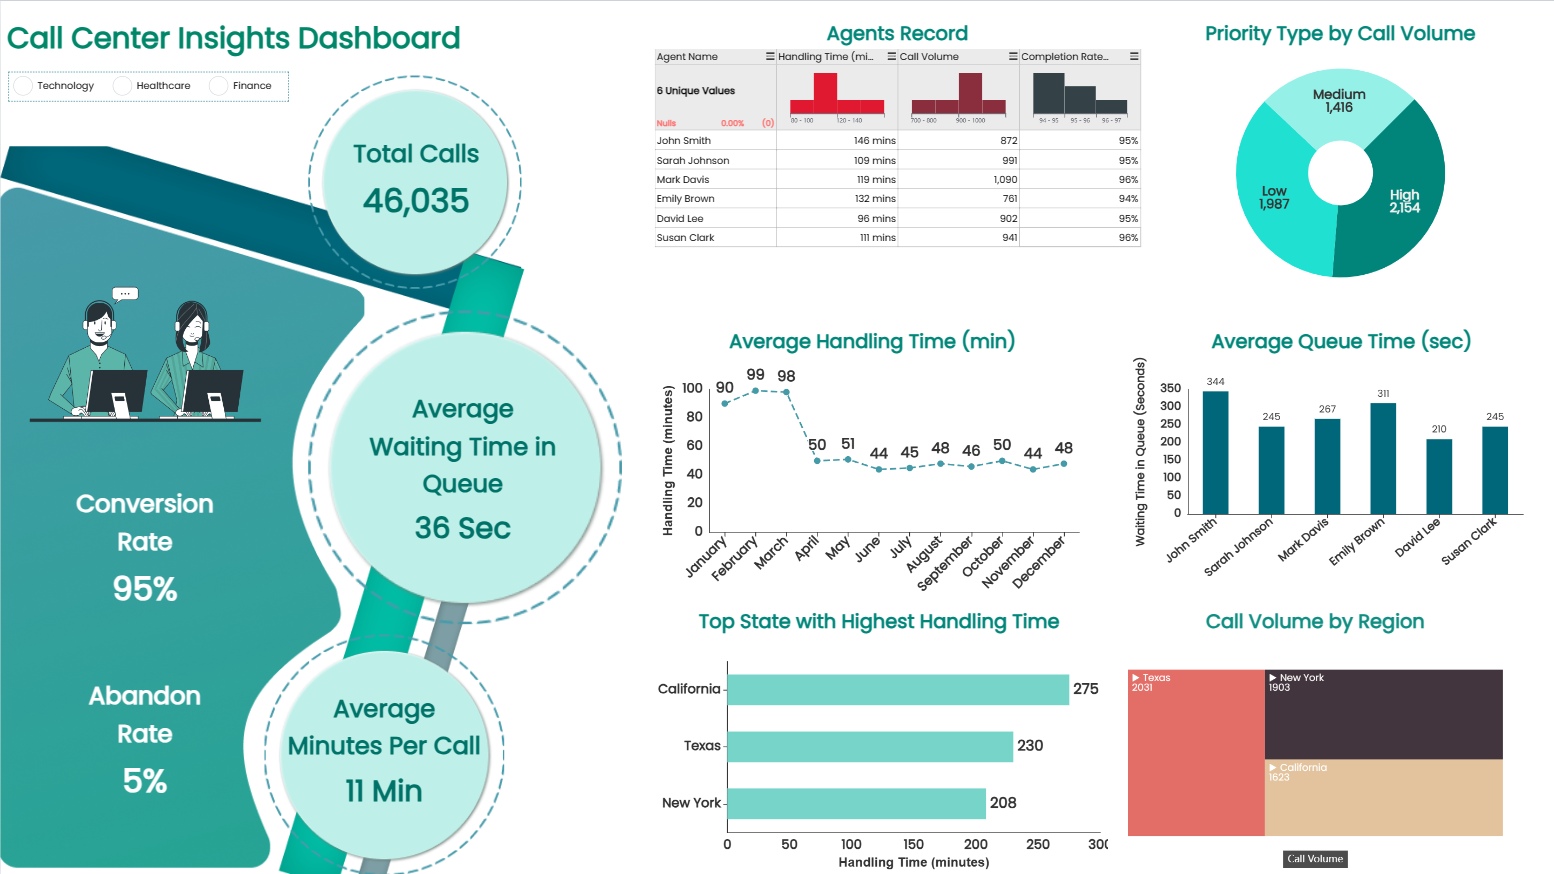 Call Center Insights Dashboard
Technology
Healthcare
Finance
Total Calls
46,035
Average
Waiting Time in
Queue
36 Sec
Conversion
Rate
95%
Abandon
Rate
5%
Average
Minutes Per Call
11 Min
Agents Record
Agent Name Handling Time (mi... Call Volume Completion Rate...
6 Unique Values
Nulls 0.00% (0)
80 - 100 120 - 140 700 - 800 900 - 1000 94 - 95 95 - 96 96 - 97
John Smith 146 mins 872 95%
Sarah Johnson 109 mins 991 95%
Mark Davis 119 mins 1,090 96%
Emily Brown 132 mins 761 94%
David Lee 96 mins 902 95%
Susan Clark 111 mins 941 96%
Priority Type by Call Volume
Medium
1,416
Low
1,987
High
2,154
Average Handling Time (min)
Handling Time (minutes)
100
80
60
40
20
0
90 99 98 50 51 44 45 48 46 50 44 48
January February March April May June July August September October November December
Average Queue Time (sec)
Waiting Time in Queue (seconds)
350
300
250
200
150
100
50
0
344 245 267 311 210 245
John Smith Sarah Johnson Mark Davis Emily Brown David Lee Susan Clark
Top State with Highest Handling Time
California 275
Texas 230
New York 208
0 50 100 150 200 250 300
Handling Time (minutes)
Call Volume by Region
Texas
2031
New York
1903
California
1623
Call Volume